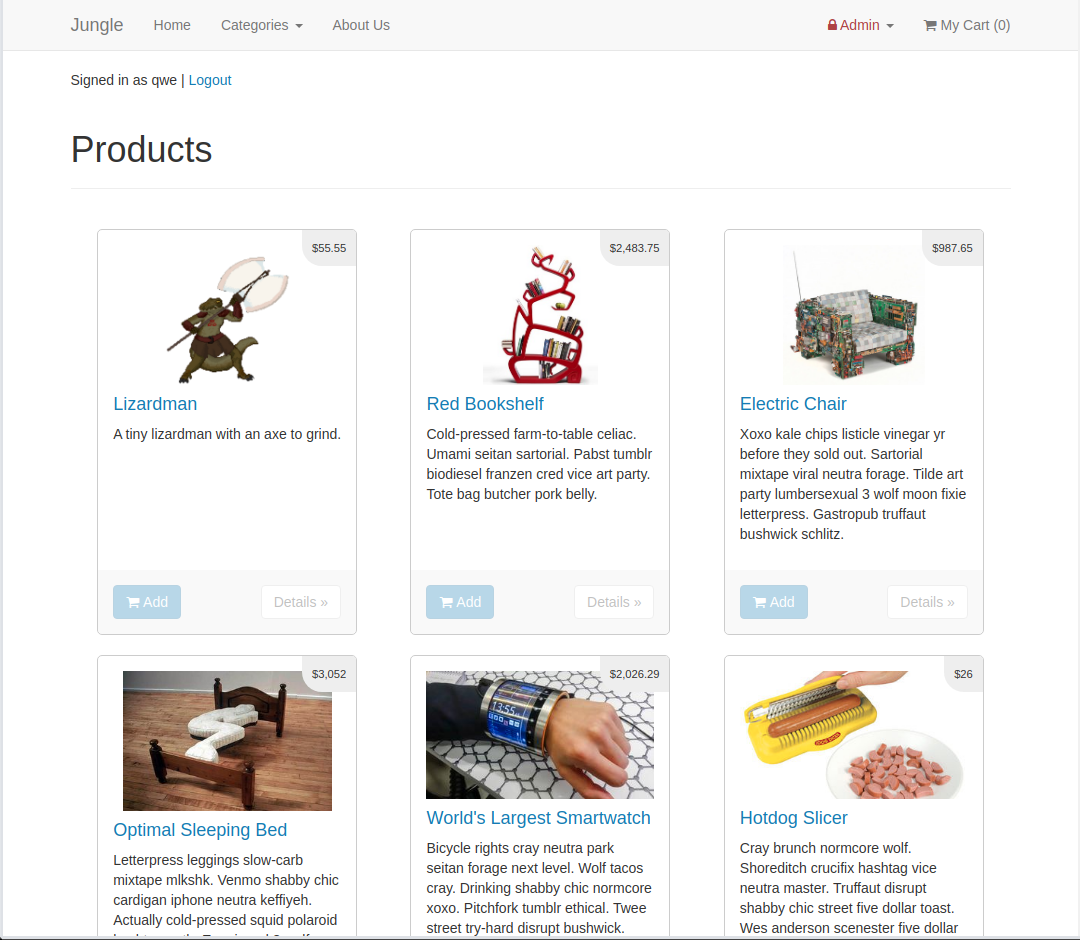 Jungle Home Categories About Us Admin My Cart (0)
Signed in as qwe | Logout
Products
$55.55
Lizardman
A tiny lizardman with an axe to grind.
Add Details »
$2,483.75
Red Bookshelf
Cold-pressed farm-to-table celiac.
Umami seitan sartorial. Pabst tumblr
biodiesel franzen cred vice art party.
Tote bag butcher pork belly.
Add Details »
$987.65
Electric Chair
Xoxo kale chips listicle vinegar yr
before they sold out. Sartorial
mixtape viral neutra forage. Tilde art
party lumbersexual 3 wolf moon fixie
letterpress. Gastropub truffaut
bushwick schlitz.
Add Details »
$3,052
Optimal Sleeping Bed
Letterpress leggings slow-carb
mixtape mlkshk. Venmo shabby chic
cardigan iphone neutra keffiyeh.
Actually cold-pressed squid polaroid
$2,026.29
13:55
World's Largest Smartwatch
Bicycle rights cray neutra park
seitan forage next level. Wolf tacos
cray. Drinking shabby chic normcore
xoxo. Pitchfork tumblr ethical. Twee
street try-hard disrupt bushwick.
$26
Hotdog Slicer
Cray brunch normcore wolf.
Shoreditch crucifix hashtag vice
neutra master. Truffaut disrupt
shabby chic street five dollar toast.
Wes anderson scenester five dollar